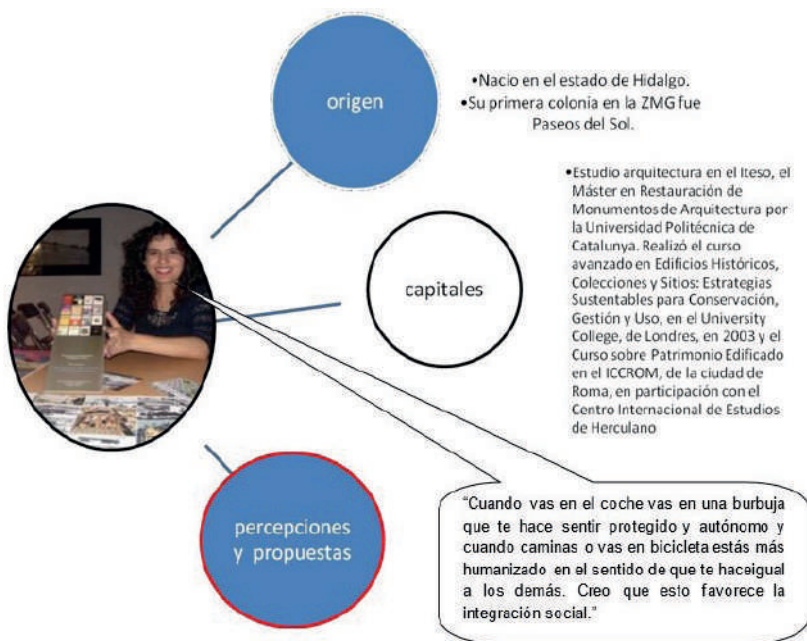 origen
•Nacio en el estado de Hidalgo.
•Su primera colonia en la ZMG fue
Paseos del Sol.
capitales
•Estudio arquitectura en el Iteso, el
Máster en Restauración de
Monumentos de Arquitectura por
la Universidad Politécnica de
Catalunya. Realizó el curso
avanzado en Edificios Históricos,
Colecciones y Sitios: Estrategias
Sustentables para Conservación,
Gestión y Uso, en el University
College, de Londres, en 2003 y el
Curso sobre Patrimonio Edificado
en el ICCROM, de la ciudad de
Roma, en participación con el
Centro Internacional de Estudios
de Herculano
percepciones
y propuestas
“Cuando vas en el coche vas en una burbuja
que te hace sentir protegido y autónomo y
cuando caminas o vas en bicicleta estás más
humanizado en el sentido de que te haceigual
a los demás. Creo que esto favorece la
integración social.”